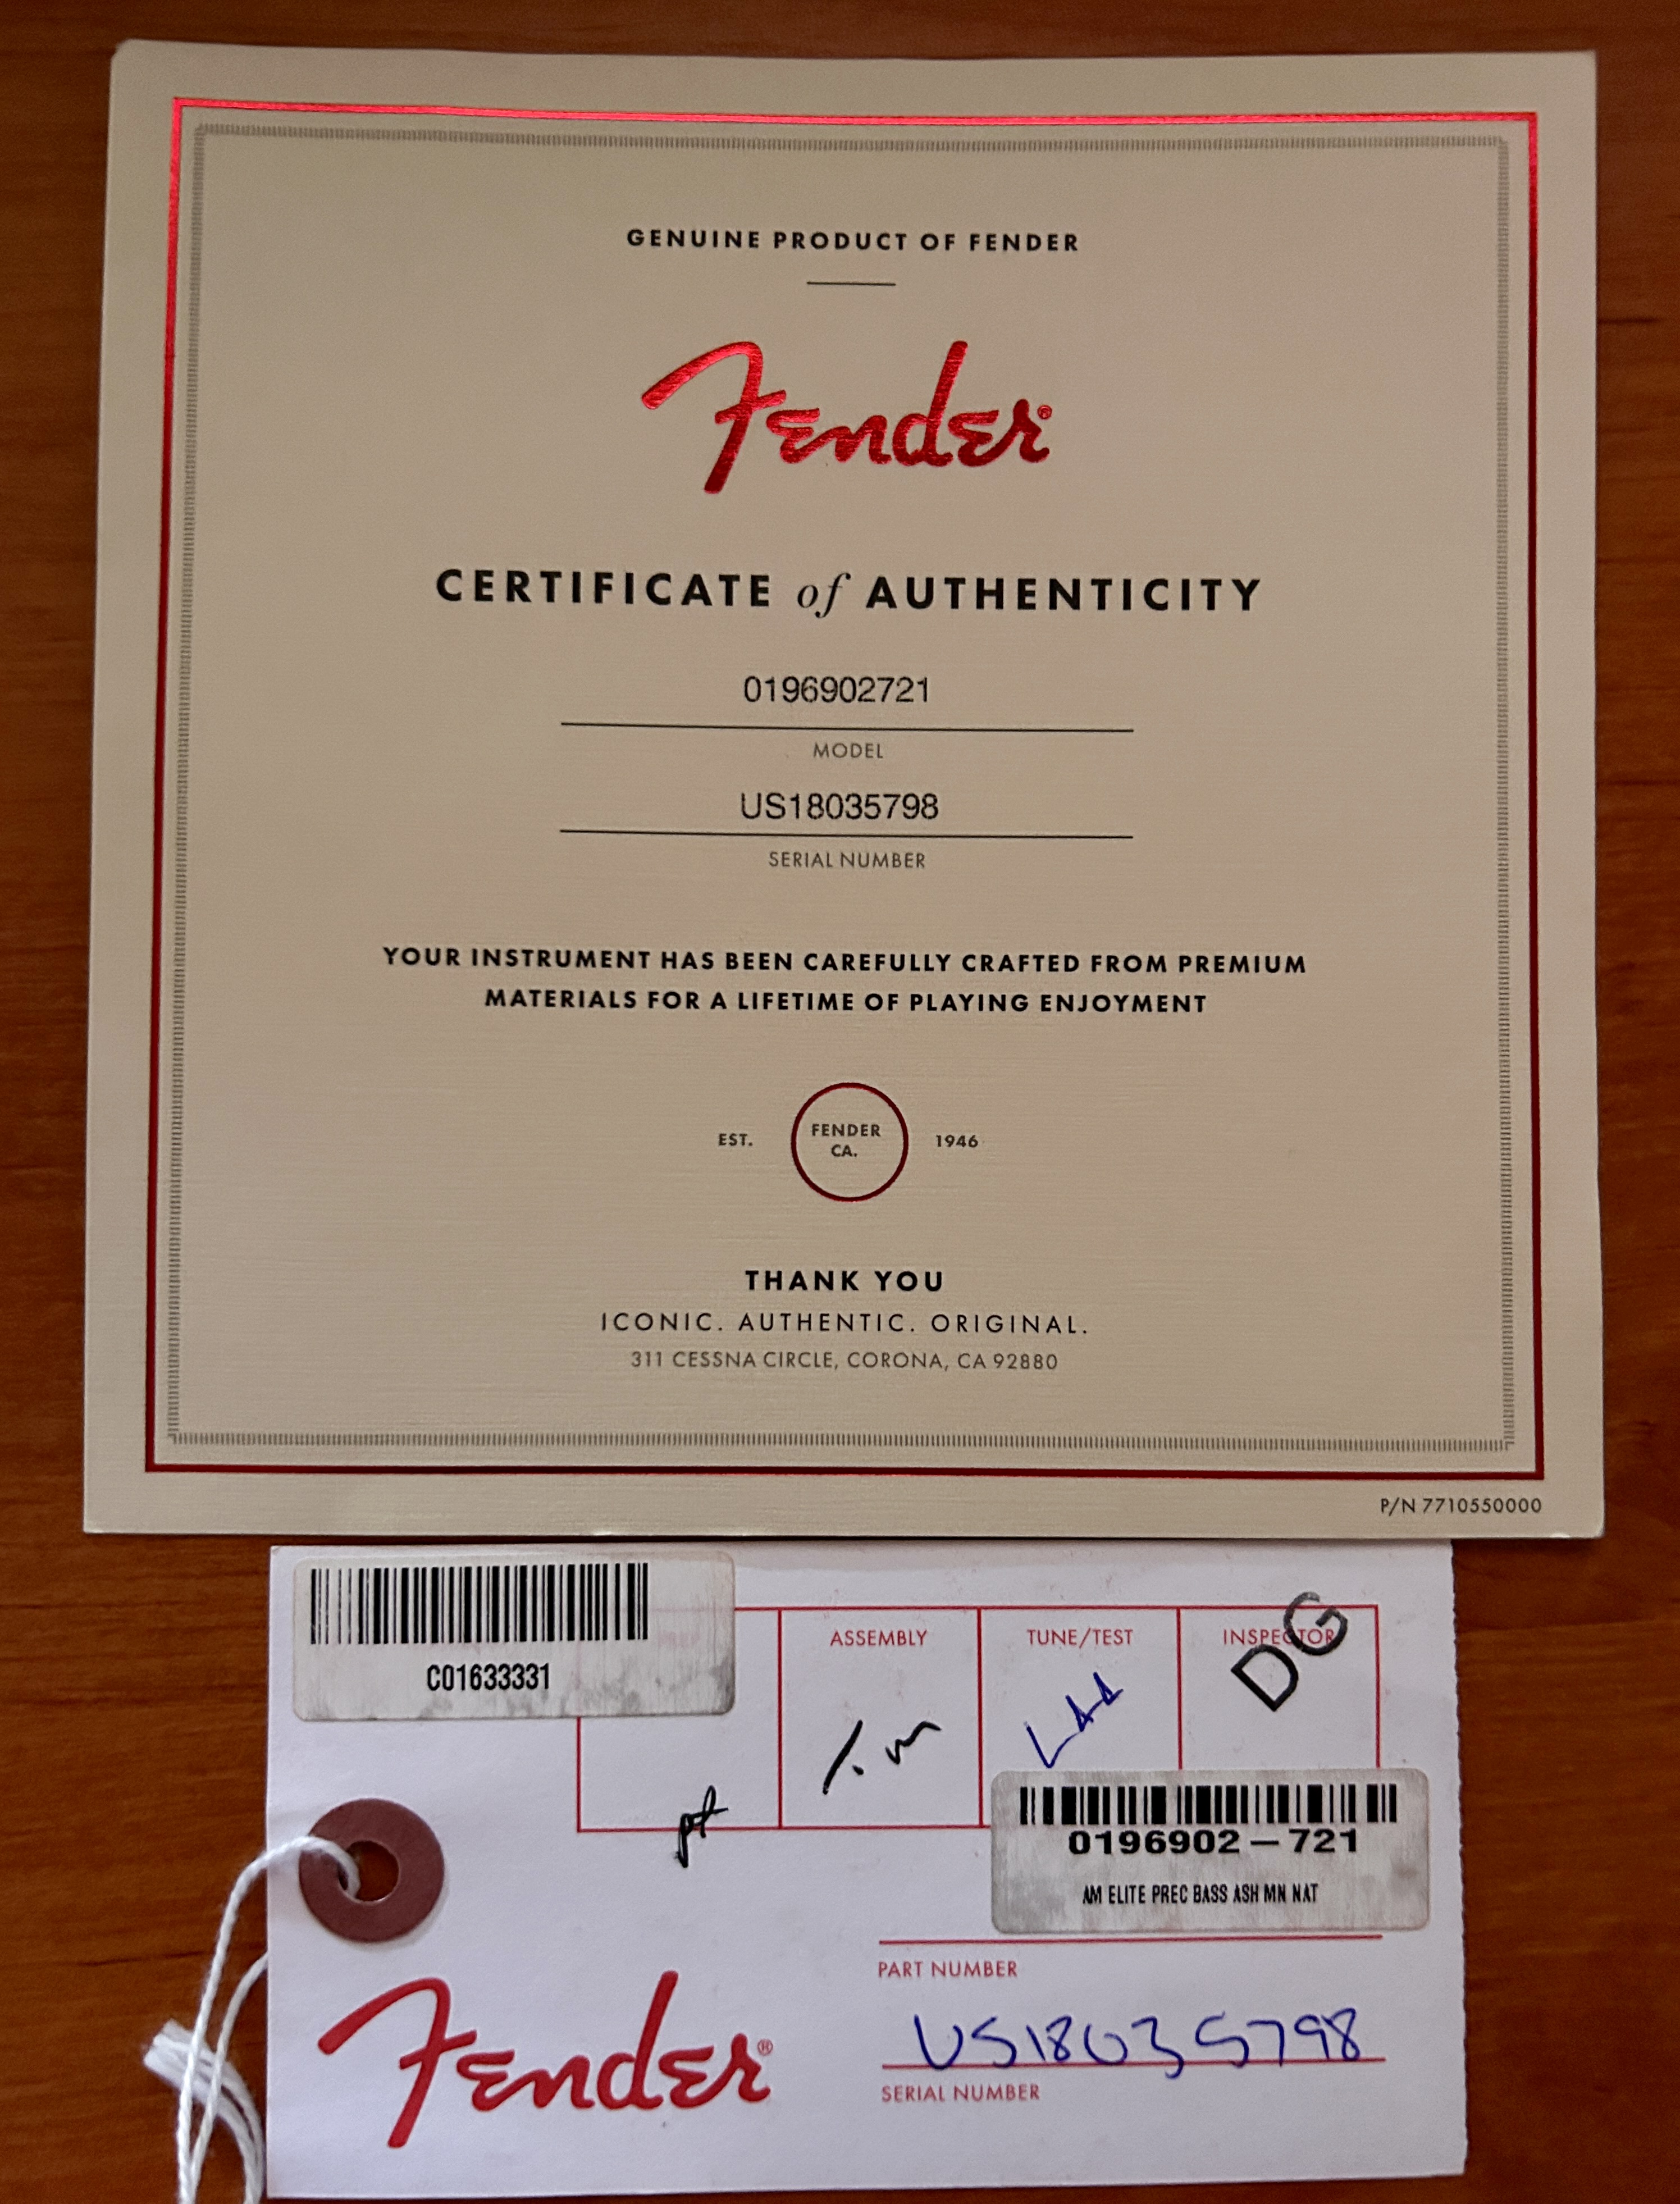 GENUINE PRODUCT OF FENDER
Fender®
CERTIFICATE of AUTHENTICITY
0196902721
MODEL
US18035798
SERIAL NUMBER
YOUR INSTRUMENT HAS BEEN CAREFULLY CRAFTED FROM PREMIUM
MATERIALS FOR A LIFETIME OF PLAYING ENJOYMENT
EST. FENDER CA. 1946
THANK YOU
ICONIC. AUTHENTIC. ORIGINAL.
311 CESSNA CIRCLE, CORONA, CA 92880
P/N 7710550000
C01633331
ASSEMBLY TUNE/TEST INSPECTOR
DG
0196902-721
AM ELITE PREC BASS ASH MN NAT
PART NUMBER
US18035798
SERIAL NUMBER
Fender®